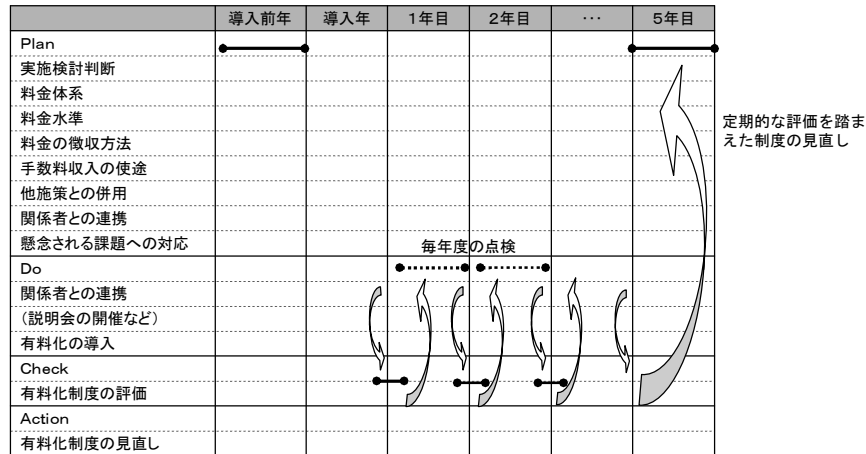 導入前年 導入年 1年目 2年目 ・・・ 5年目
Plan
実施検討判断
料金体系
料金水準
料金の徴収方法
手数料収入の使途
他施策との併用
関係者との連携
懸念される課題への対応
毎年度の点検
Do
関係者との連携
（説明会の開催など）
有料化の導入
Check
有料化制度の評価
Action
有料化制度の見直し
定期的な評価を踏ま
えた制度の見直し